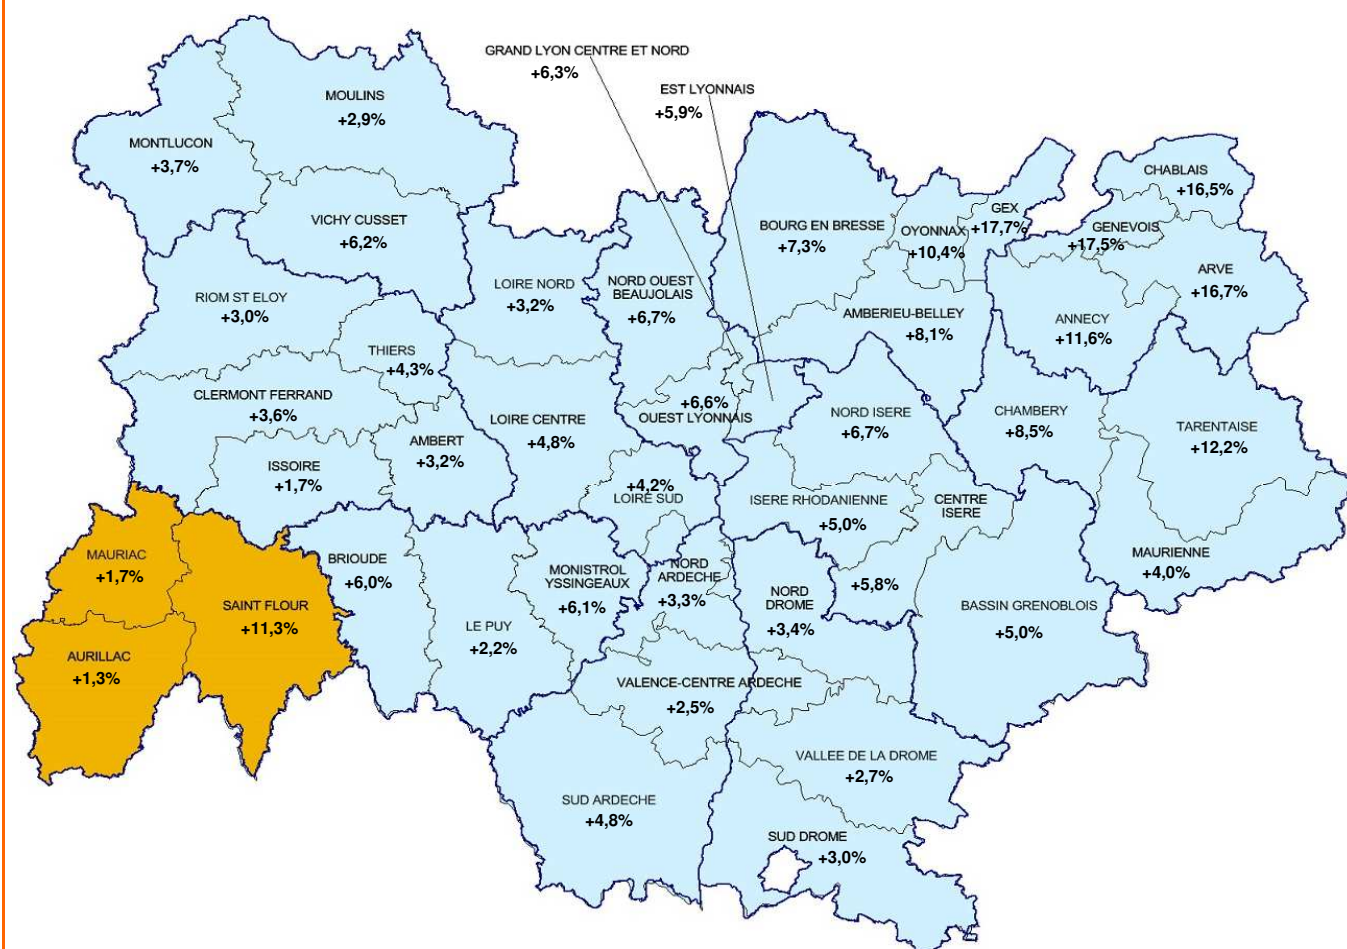 GRAND LYON CENTRE ET NORD
+6,3%
EST LYONNAIS
+5,9%
MOULINS
+2,9%
MONTLUCON
+3,7%
VICHY CUSSET
+6,2%
RIOM ST ELOY
+3,0%
THIERS
+4,3%
CLERMONT FERRAND
+3,6%
ISSOIRE
+1,7%
AMBERT
+3,2%
LOIRE NORD
+3,2%
NORD OUEST
BEAUJOLAIS
+6,7%
LOIRE CENTRE
+4,8%
+6,6%
OUEST LYONNAIS
+4,2%
LOIRE SUD
BOURG EN BRESSE
+7,3%
OYONNAX
+10,4%
GEX
+17,7%
CHABLAIS
+16,5%
GENEVOIS
+17,5%
ARVE
+16,7%
ANNECY
+11,6%
AMBERIEU-BELLEY
+8,1%
NORD ISERE
+6,7%
CHAMBERY
+8,5%
TARENTAISE
+12,2%
ISERE RHODANIENNE
+5,0%
CENTRE
ISERE
+5,8%
MAURIENNE
+4,0%
BASSIN GRENOBLOIS
+5,0%
MAURIAC
+1,7%
SAINT FLOUR
+11,3%
AURILLAC
+1,3%
BRIOUDE
+6,0%
LE PUY
+2,2%
MONISTROL
YSSINGEAUX
+6,1%
NORD
ARDECHE
+3,3%
NORD
DROME
+3,4%
VALENCE-CENTRE ARDECHE
+2,5%
VALLEE DE LA DROME
+2,7%
SUD ARDECHE
+4,8%
SUD DROME
+3,0%